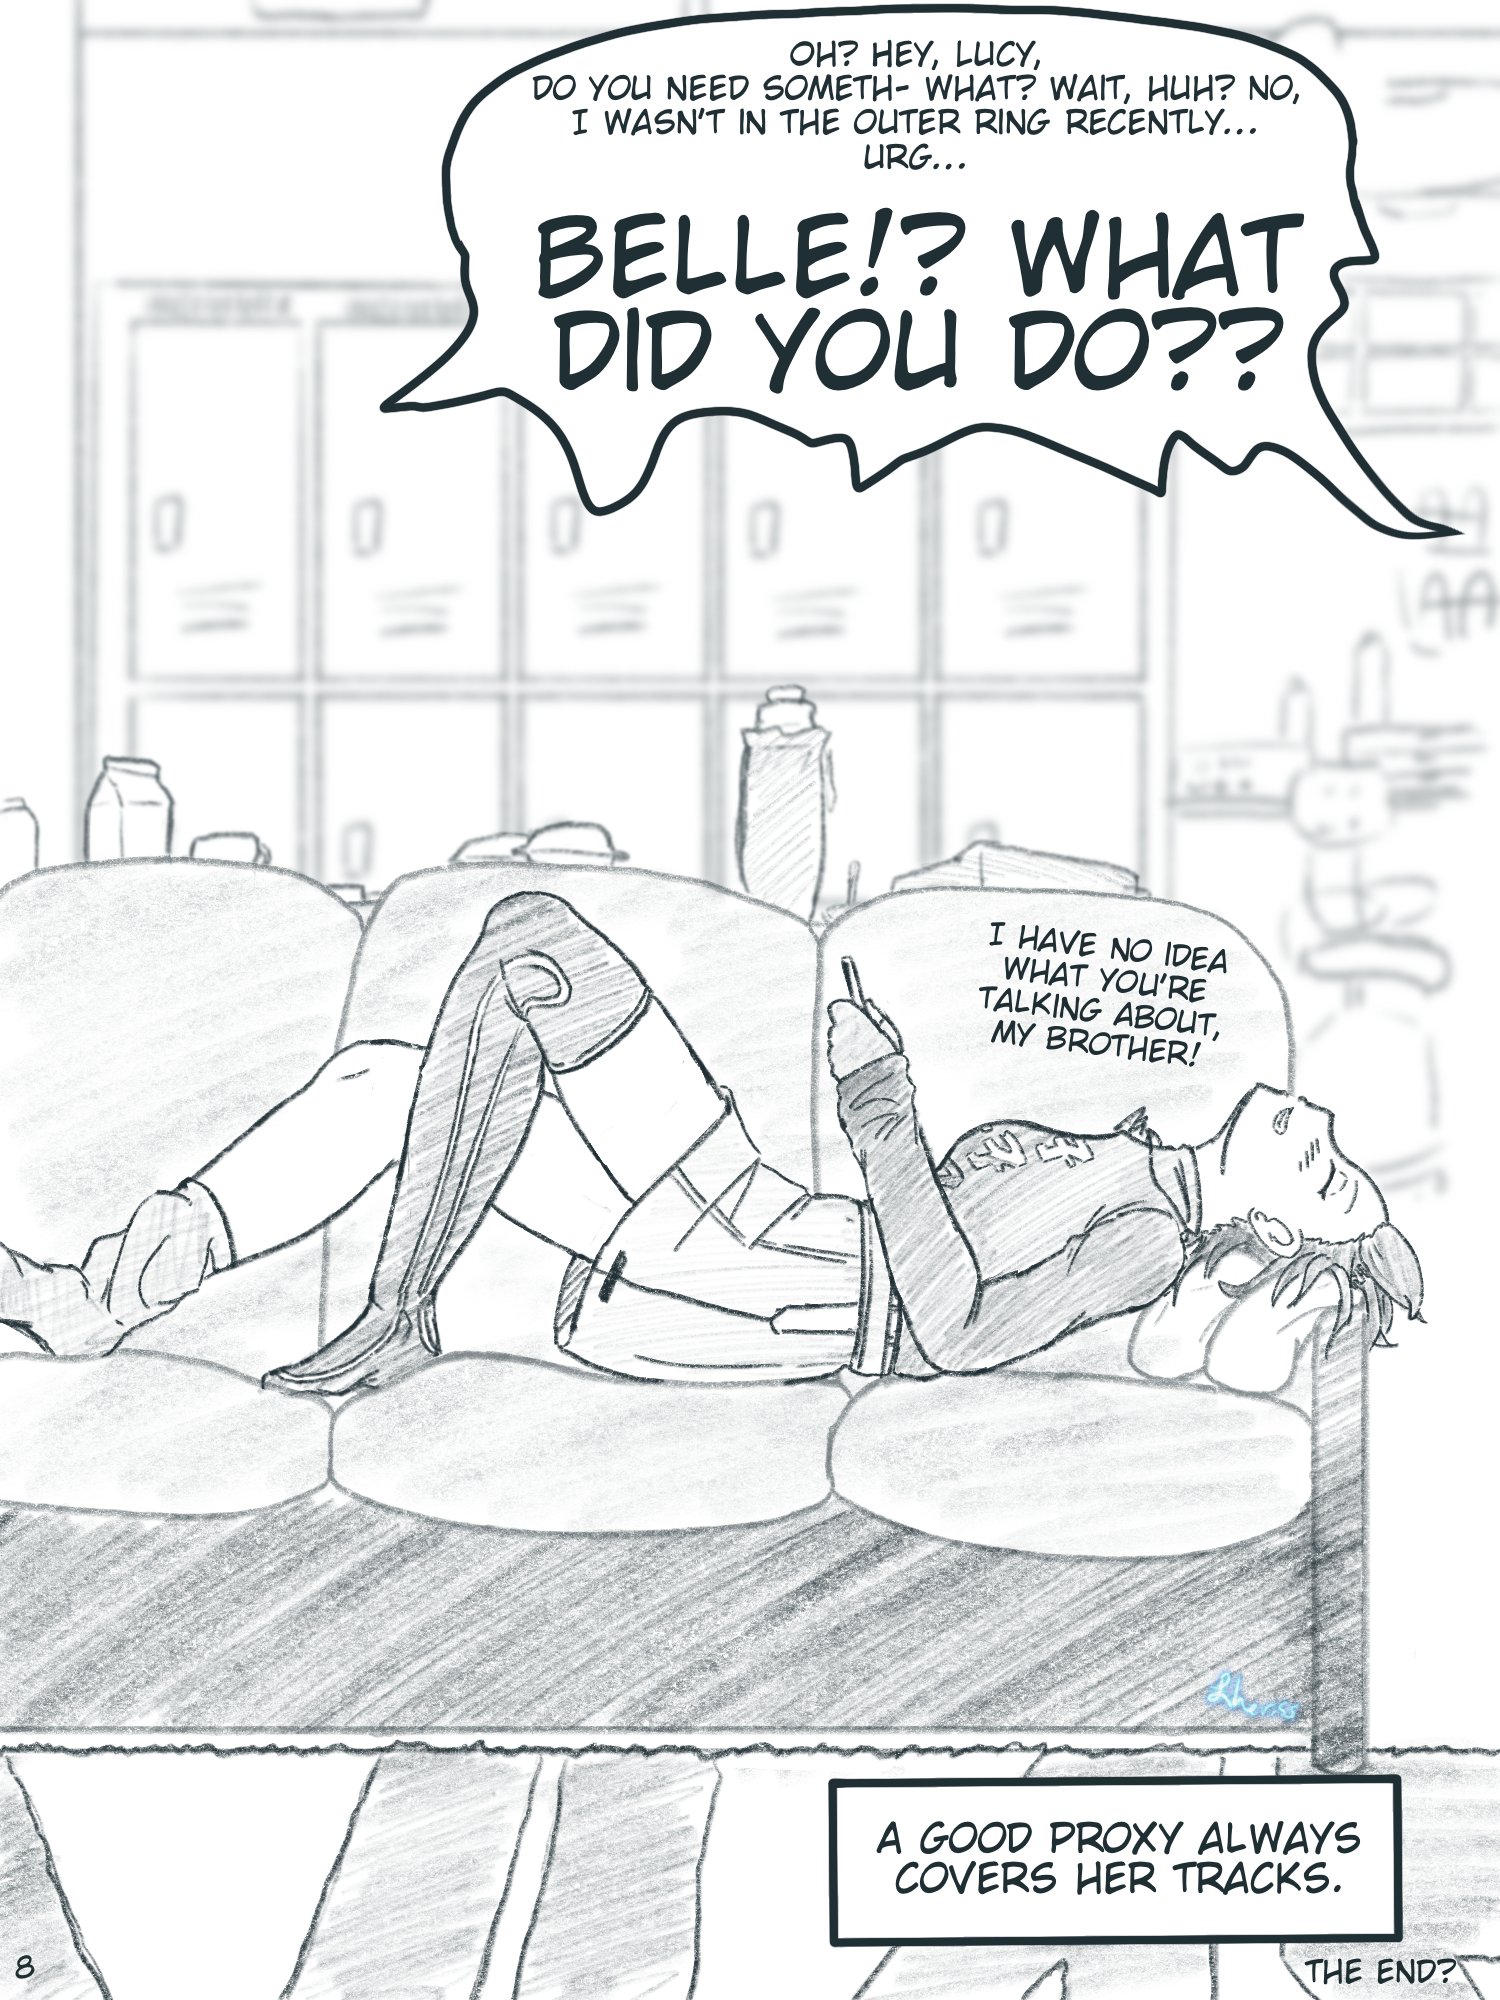 OH? HEY, LUCY,
DO YOU NEED SOMETH- WHAT? WAIT, HUH? NO,
I WASN'T IN THE OUTER RING RECENTLY...
URG...
BELLE!? WHAT
DID YOU DO??
I HAVE NO IDEA
WHAT YOU'RE
TALKING ABOUT,
MY BROTHER!
Lheriss
A GOOD PROXY ALWAYS
COVERS HER TRACKS.
8
THE END?